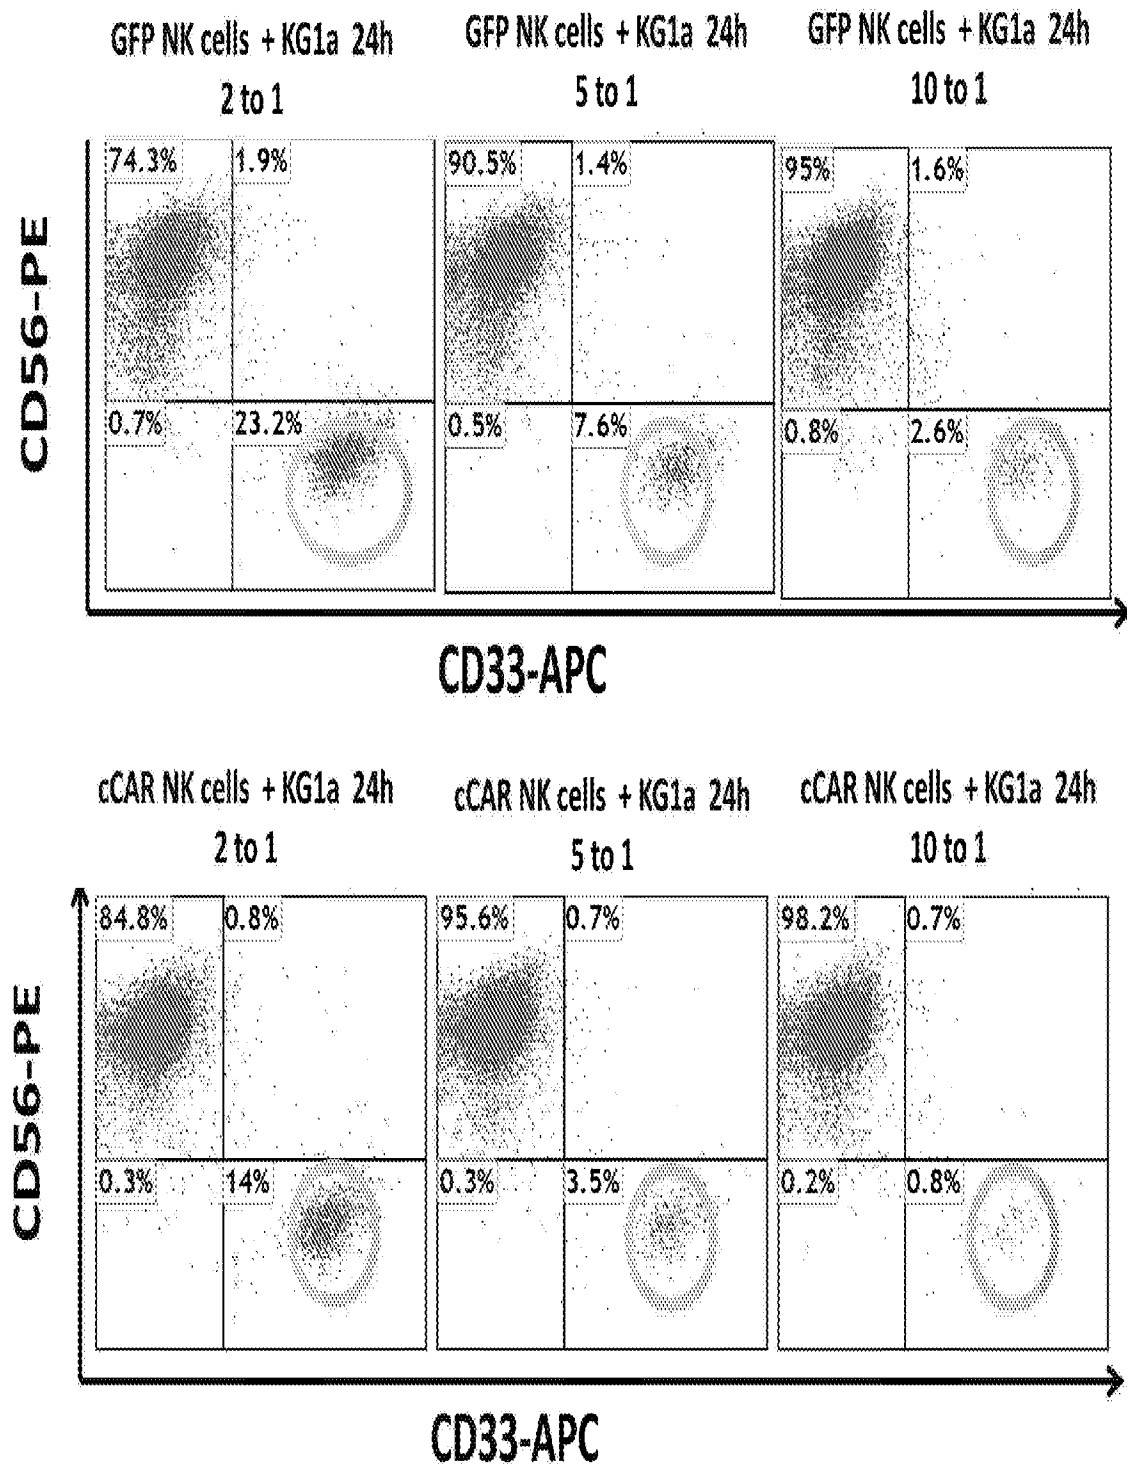 GFP NK cells + KG1a 24h
2 to 1
GFP NK cells + KG1a 24h
5 to 1
GFP NK cells + KG1a 24h
10 to 1
CD56-PE
74.3%
1.9%
0.7%
23.2%
90.5%
1.4%
0.5%
7.6%
95%
1.6%
0.8%
2.6%
CD33-APC
cCAR NK cells + KG1a 24h
2 to 1
cCAR NK cells + KG1a 24h
5 to 1
cCAR NK cells + KG1a 24h
10 to 1
CD56-PE
84.8%
0.8%
0.3%
14%
95.6%
0.7%
0.3%
3.5%
98.2%
0.7%
0.2%
0.8%
CD33-APC